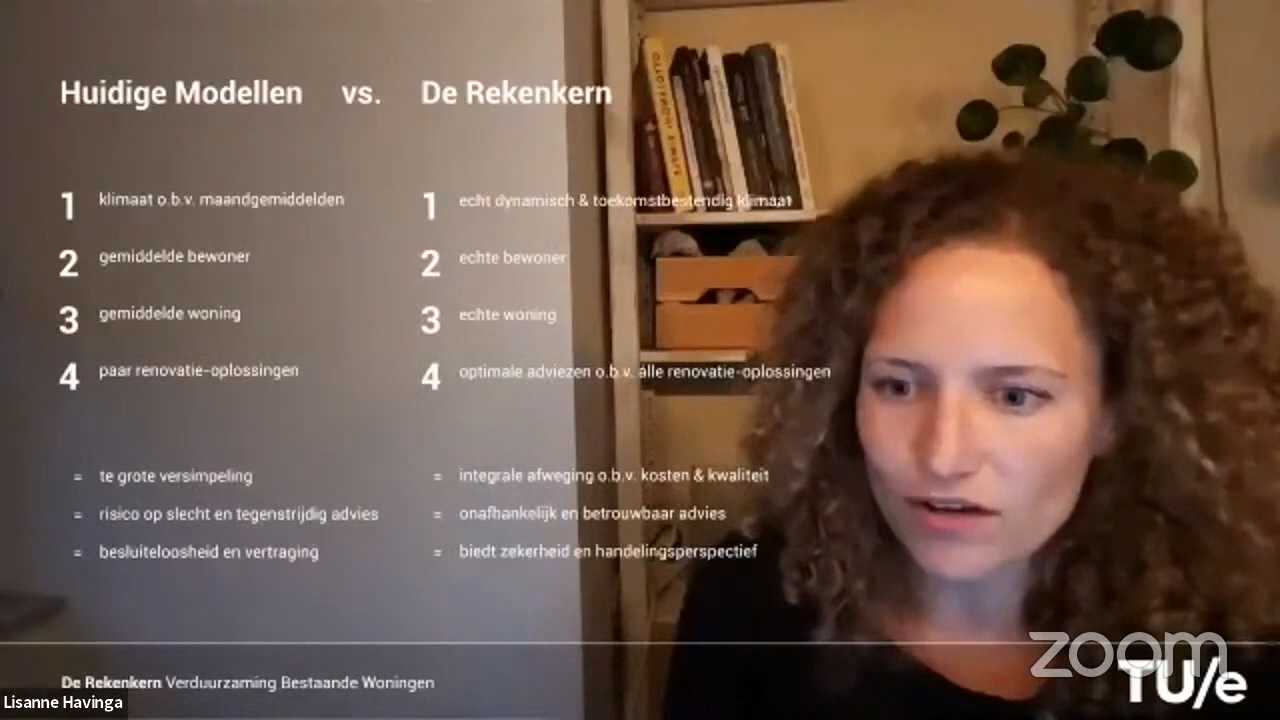 Huidige Modellen vs. De Rekenkern
1 klimaat o.b.v. maandgemiddelden
2 gemiddelde bewoner
3 gemiddelde woning
4 paar renovatie-oplossingen
= te grote versimpeling
= risico op slecht en tegenstrijdig advies
= besluiteloosheid en vertraging
1 echt dynamisch & toekomstbestendig klimaat
2 echte bewoner
3 echte woning
4 optimale adviezen o.b.v. alle renovatie-oplossingen
= integrale afweging o.b.v. kosten & kwaliteit
= onafhankelijk en betrouwbaar advies
= biedt zekerheid en handelingsperspectief
De Rekenkern Verduurzaming Bestaande Woningen
Lisanne Havinga
zoom
TU/e